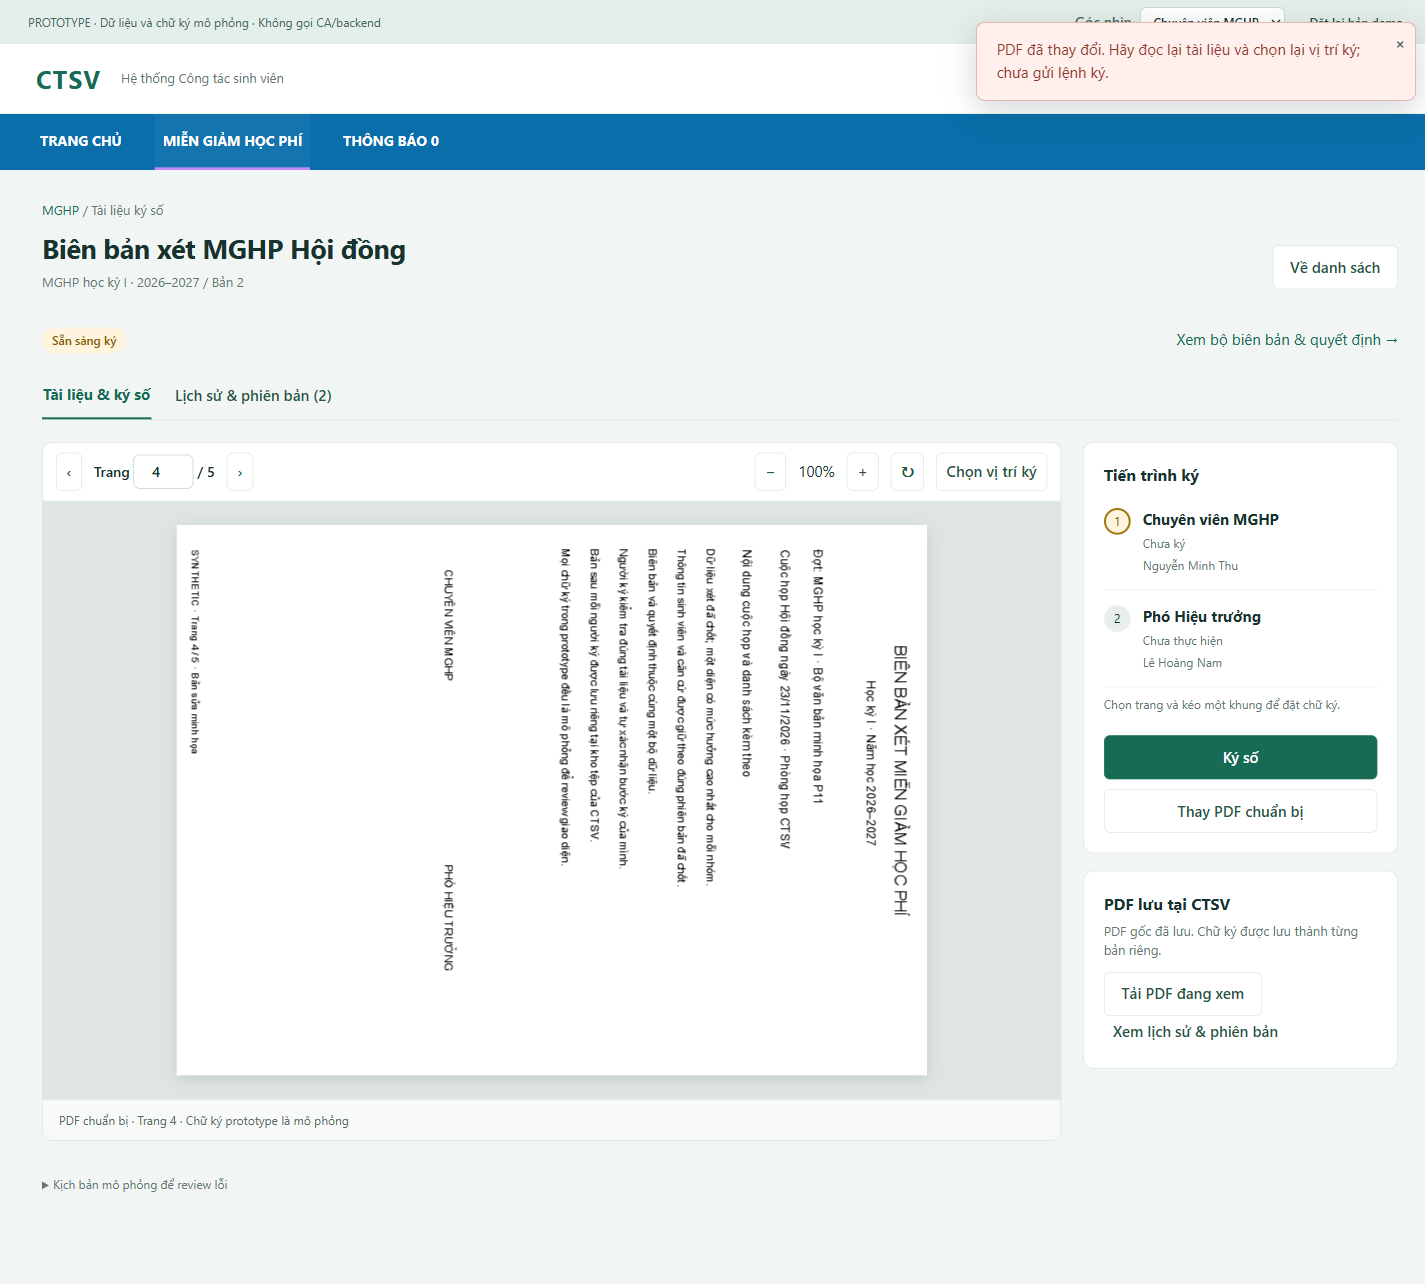 PROTOTYPE · Dữ liệu và chữ ký mô phỏng · Không gọi CA/backend
PDF đã thay đổi. Hãy đọc lại tài liệu và chọn lại vị trí ký;
chưa gửi lệnh ký.
×
CTSV
Hệ thống Công tác sinh viên
TRANG CHỦ
MIỄN GIẢM HỌC PHÍ
THÔNG BÁO 0
MGHP / Tài liệu ký số
Biên bản xét MGHP Hội đồng
MGHP học kỳ I · 2026–2027 / Bản 2
Về danh sách
Sẵn sàng ký
Xem bộ biên bản & quyết định →
Tài liệu & ký số
Lịch sử & phiên bản (2)
‹ Trang 4 / 5 ›
− 100% + ↻ Chọn vị trí ký
BIÊN BẢN XÉT MIỄN GIẢM HỌC PHÍ
Học kỳ I · Năm học 2026–2027
Đợt: MGHP học kỳ I · Bộ văn bản minh họa P11
Cuộc họp Hội đồng ngày 23/11/2026 · Phòng họp CTSV
Nội dung cuộc họp và danh sách kèm theo
Dữ liệu xét đã chốt; một diện có mức hưởng cao nhất cho mỗi nhóm.
Thông tin sinh viên và căn cứ được giữ theo đúng phiên bản đã chốt.
Biên bản và quyết định thuộc cùng một bộ dữ liệu.
Người ký kiểm tra đúng tài liệu và tự xác nhận bước ký của mình.
Bản sau mỗi người ký được lưu riêng tại kho tệp của CTSV.
Mọi chữ ký trong prototype đều là mô phỏng để review giao diện.
CHUYÊN VIÊN MGHP
PHÓ HIỆU TRƯỞNG
SYNTHETIC · Trang 4/5 · Bản sửa minh họa
PDF chuẩn bị · Trang 4 · Chữ ký prototype là mô phỏng
Tiến trình ký
1
Chuyên viên MGHP
Chưa ký
Nguyễn Minh Thu
2
Phó Hiệu trưởng
Chưa thực hiện
Lê Hoàng Nam
Chọn trang và kéo một khung để đặt chữ ký.
Ký số
Thay PDF chuẩn bị
PDF lưu tại CTSV
PDF gốc đã lưu. Chữ ký được lưu thành từng
bản riêng.
Tải PDF đang xem
Xem lịch sử & phiên bản
▶ Kịch bản mô phỏng để review lỗi